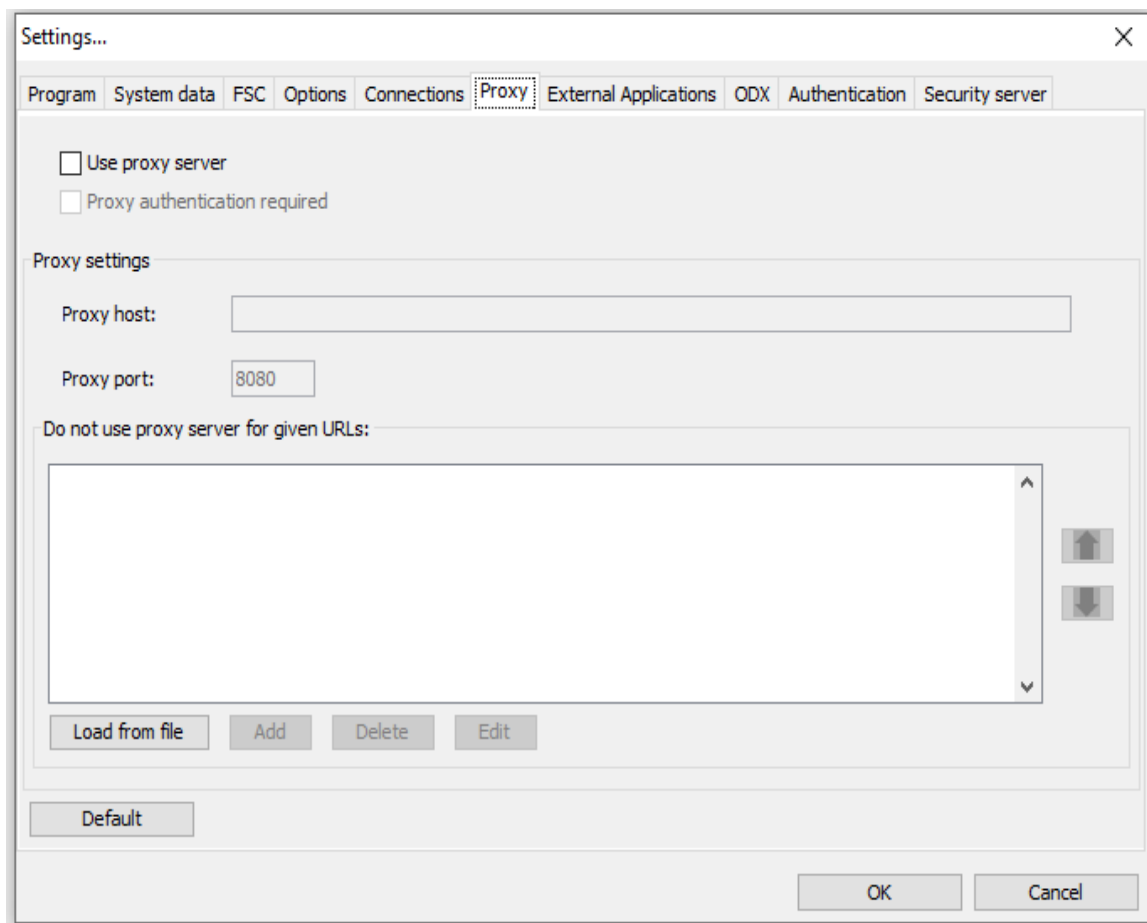 Settings...
Program System data FSC Options Connections Proxy External Applications ODX Authentication Security server
Use proxy server
Proxy authentication required
Proxy settings
Proxy host:
Proxy port: 8080
Do not use proxy server for given URLs:
Load from file Add Delete Edit
Default
OK Cancel